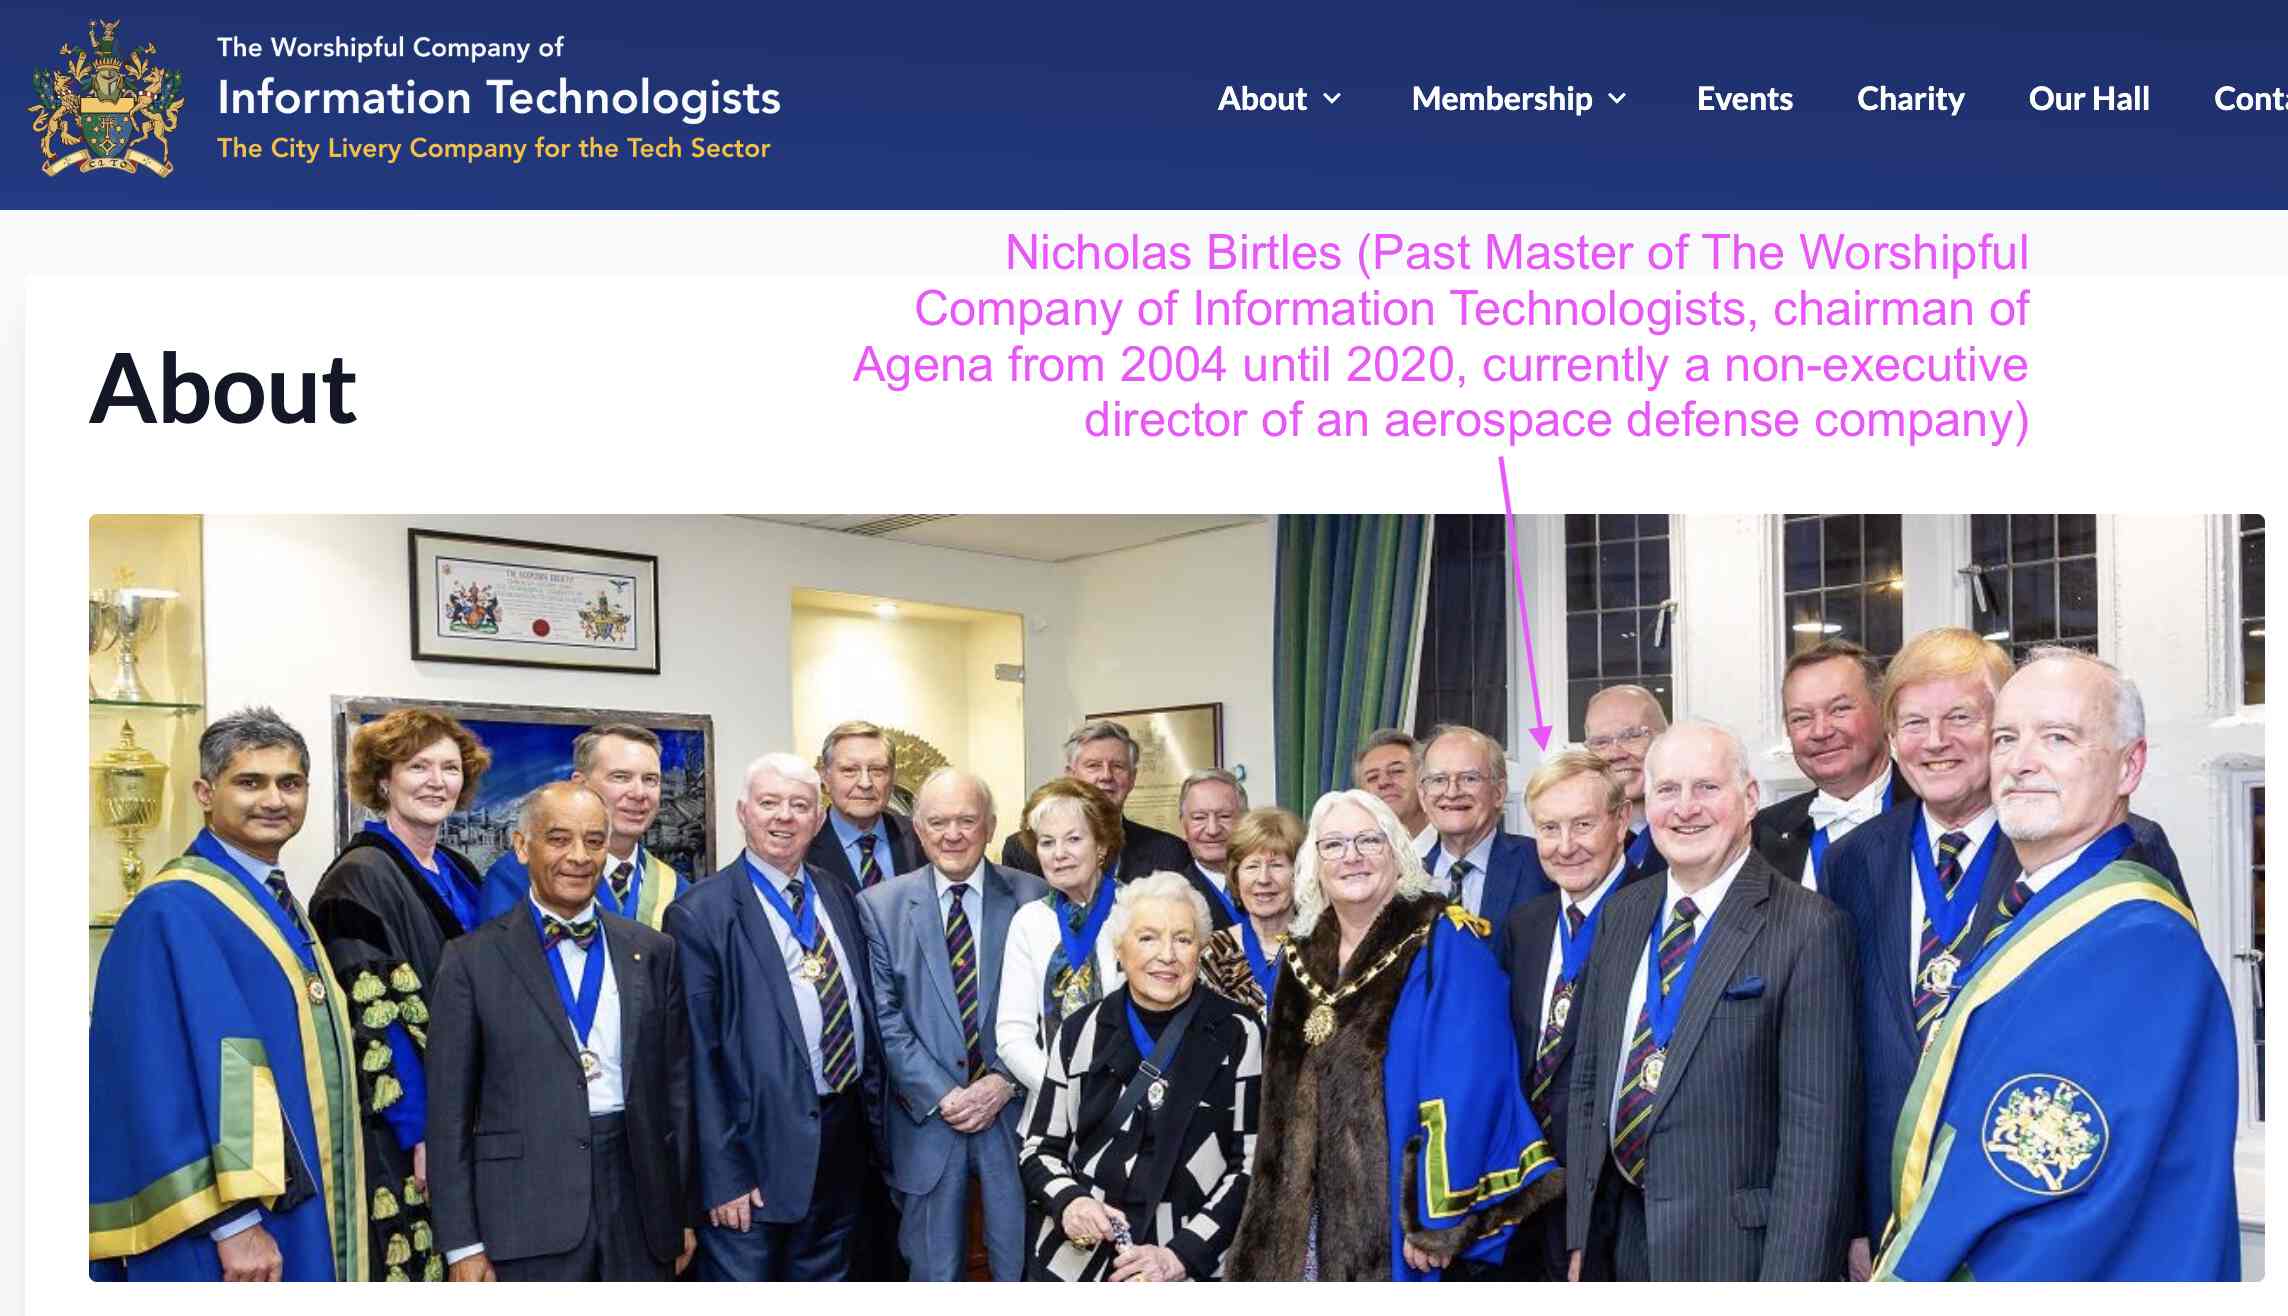 The Worshipful Company of
Information Technologists
The City Livery Company for the Tech Sector
About
Membership
Events
Charity
Our Hall
Nicholas Birtles (Past Master of The Worshipful
Company of Information Technologists, chairman of
Agena from 2004 until 2020, currently a non-executive
director of an aerospace defense company)
About